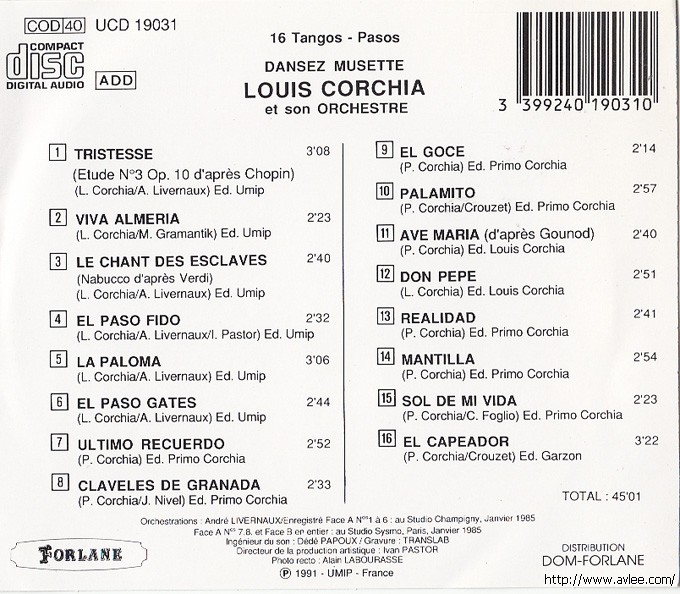 COD 40 UCD 19031
COMPACT
disc
DIGITAL AUDIO
ADD
16 Tangos - Pasos
DANSEZ MUSETTE
LOUIS CORCHIA
et son ORCHESTRE
3 399240 190310
1 TRISTESSE 3'08
(Etude N°3 Op. 10 d'après Chopin)
(L. Corchia/A. Livernaux) Ed. Umip
2 VIVA ALMERIA 2'23
(L. Corchia/M. Gramantik) Ed. Umip
3 LE CHANT DES ESCLAVES 2'40
(Nabucco d'après Verdi)
(L. Corchia/A. Livernaux) Ed. Umip
4 EL PASO FIDO 2'32
(L. Corchia/A. Livernaux/I. Pastor) Ed. Umip
5 LA PALOMA 3'06
(L. Corchia/A. Livernaux) Ed. Umip
6 EL PASO GATES 2'44
(L. Corchia/A. Livernaux) Ed. Umip
7 ULTIMO RECUERDO 2'52
(P. Corchia) Ed. Primo Corchia
8 CLAVELES DE GRANADA 2'33
(P. Corchia/J. Nivel) Ed. Primo Corchia
9 EL GOCE 2'14
(P. Corchia) Ed. Primo Corchia
10 PALAMITO 2'57
(P. Corchia/Crouzet) Ed. Primo Corchia
11 AVE MARIA (d'après Gounod) 2'40
(P. Corchia) Ed. Louis Corchia
12 DON PEPE 2'51
(L. Corchia) Ed. Louis Corchia
13 REALIDAD 2'41
(P. Corchia) Ed. Primo Corchia
14 MANTILLA 2'54
(P. Corchia) Ed. Primo Corchia
15 SOL DE MI VIDA 2'23
(P. Corchia/C. Foglio) Ed. Primo Corchia
16 EL CAPEADOR 3'22
(P. Corchia/Crouzet) Ed. Garzon
TOTAL : 45'01
Orchestrations : André LIVERNAUX/Enregistré Face A Nos 1 à 6 : au Studio Champigny, Janvier 1985
Face A Nos 7.8. et Face B en entier : au Studio Sysmo, Paris, Janvier 1985
Ingénieur du son : Dédé PAPOUX / Gravure : TRANSLAB
Directeur de la production artistique : Ivan PASTOR
Photo recto : Alain LABOURASSE
℗ 1991 - UMIP - France
FORLANE
DISTRIBUTION
DOM-FORLANE
http://www.avlee.com/